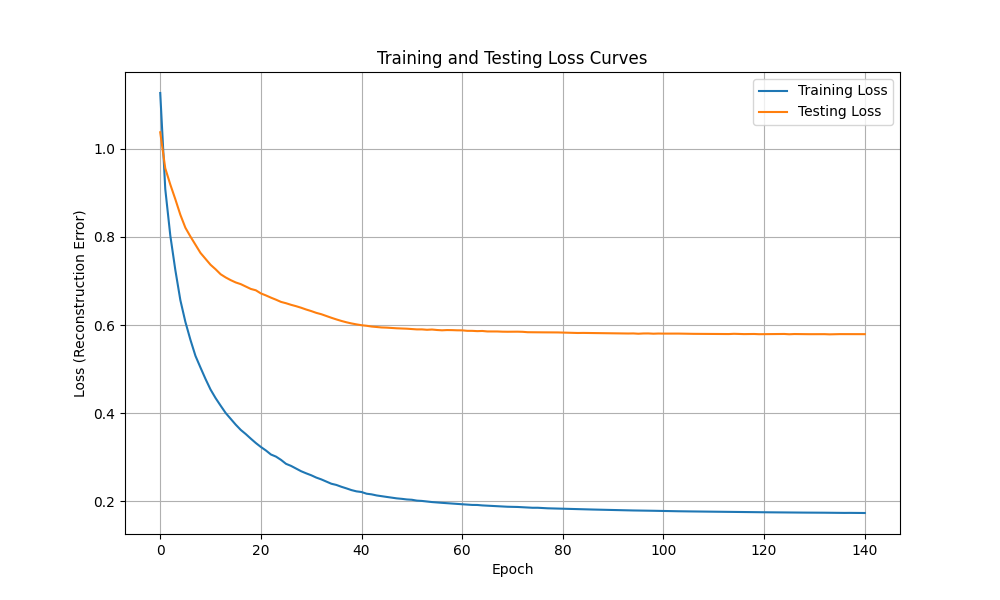 Training and Testing Loss Curves
Training Loss
Testing Loss
Loss (Reconstruction Error)
1.0
0.8
0.6
0.4
0.2
0 20 40 60 80 100 120 140
Epoch